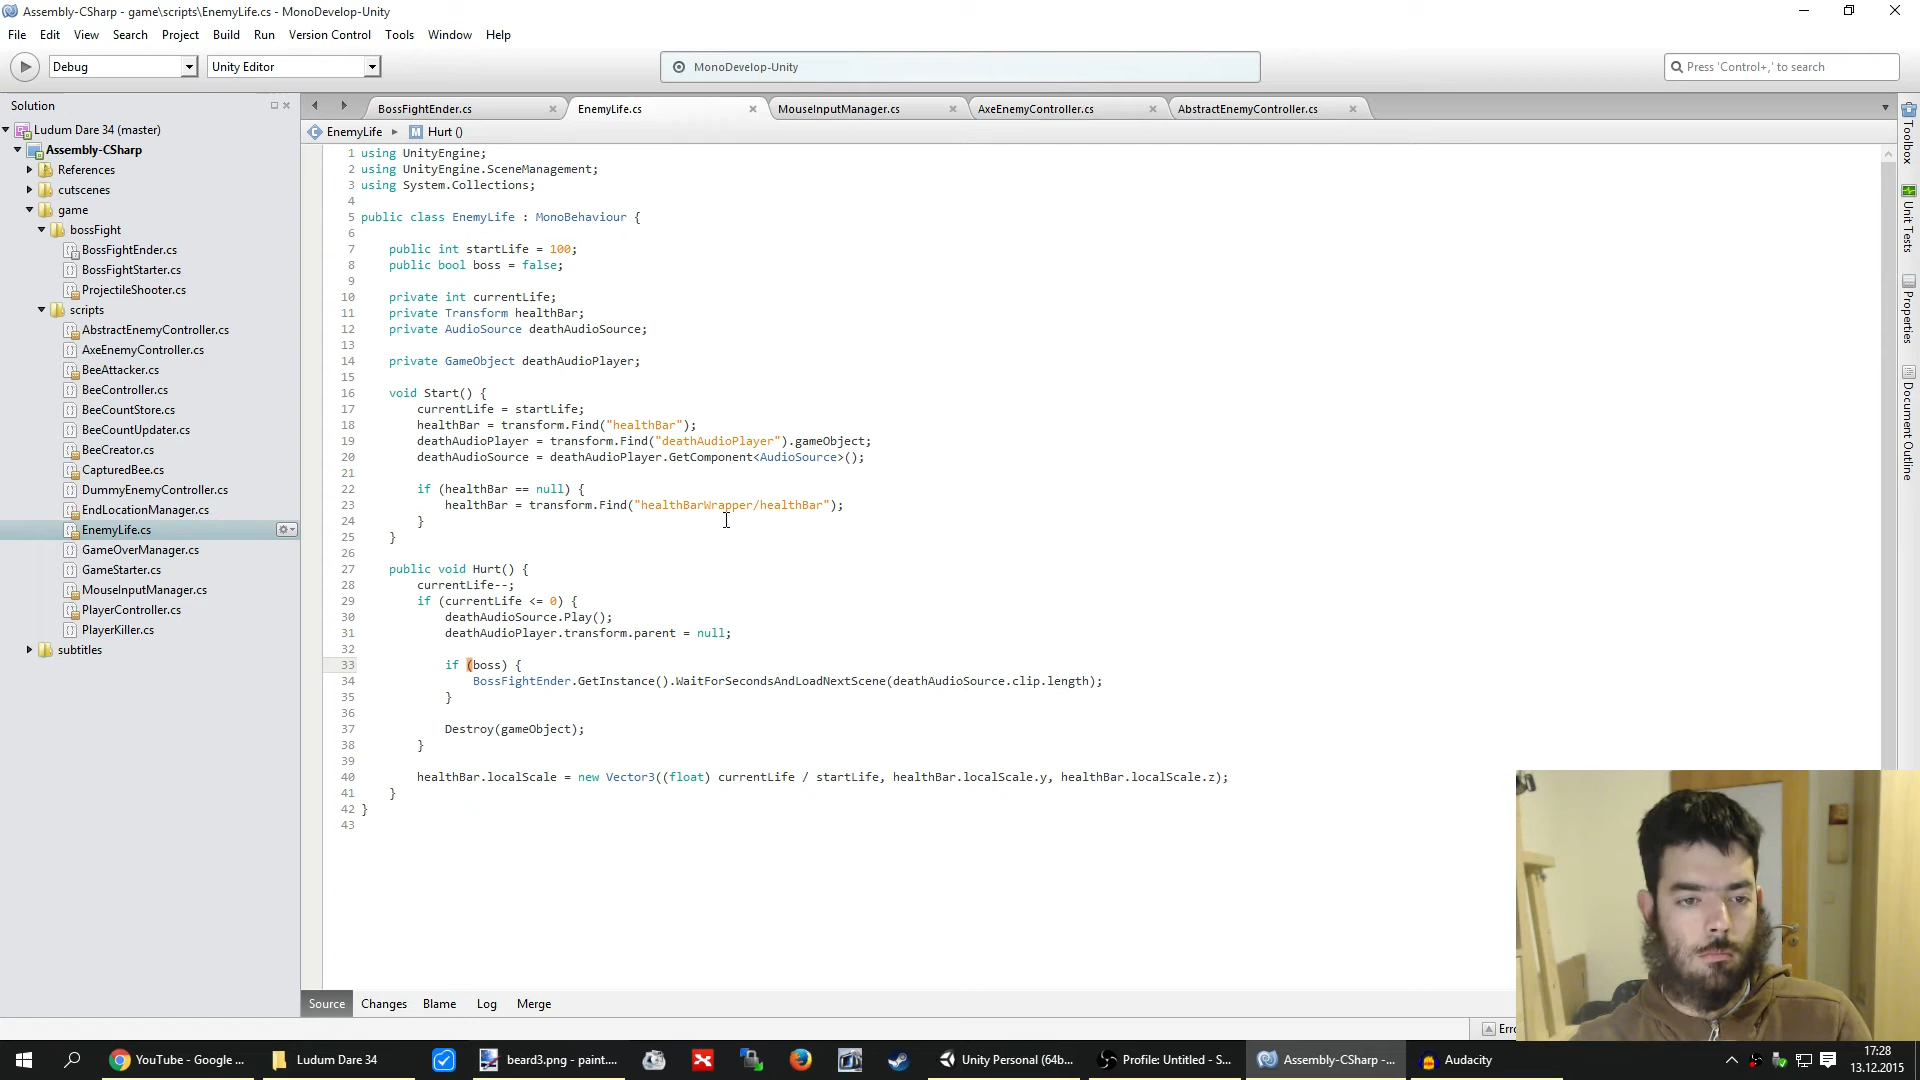 Assembly-CSharp - game\scripts\EnemyLife.cs - MonoDevelop-Unity
File Edit View Search Project Build Run Version Control Tools Window Help
Debug Unity Editor MonoDevelop-Unity Press 'Control+,' to search
Solution
Ludum Dare 34 (master)
Assembly-CSharp
References
cutscenes
game
bossFight
BossFightEnder.cs
BossFightStarter.cs
ProjectileShooter.cs
scripts
AbstractEnemyController.cs
AxeEnemyController.cs
BeeAttacker.cs
BeeController.cs
BeeCountStore.cs
BeeCountUpdater.cs
BeeCreator.cs
CapturedBee.cs
DummyEnemyController.cs
EndLocationManager.cs
EnemyLife.cs
GameOverManager.cs
GameStarter.cs
MouseInputManager.cs
PlayerController.cs
PlayerKiller.cs
subtitles
BossFightEnder.cs EnemyLife.cs MouseInputManager.cs AxeEnemyController.cs AbstractEnemyController.cs
EnemyLife Hurt ()
1 using UnityEngine;
2 using UnityEngine.SceneManagement;
3 using System.Collections;
4
5 public class EnemyLife : MonoBehaviour {
6
7 public int startLife = 100;
8 public bool boss = false;
9
10 private int currentLife;
11 private Transform healthBar;
12 private AudioSource deathAudioSource;
13
14 private GameObject deathAudioPlayer;
15
16 void Start() {
17 currentLife = startLife;
18 healthBar = transform.Find("healthBar");
19 deathAudioPlayer = transform.Find("deathAudioPlayer").gameObject;
20 deathAudioSource = deathAudioPlayer.GetComponent<AudioSource>();
21
22 if (healthBar == null) {
23 healthBar = transform.Find("healthBarWrapper/healthBar");
24 }
25 }
26
27 public void Hurt() {
28 currentLife--;
29 if (currentLife <= 0) {
30 deathAudioSource.Play();
31 deathAudioPlayer.transform.parent = null;
32
33 if (boss) {
34 BossFightEnder.GetInstance().WaitForSecondsAndLoadNextScene(deathAudioSource.clip.length);
35 }
36
37 Destroy(gameObject);
38 }
39
40 healthBar.localScale = new Vector3((float) currentLife / startLife, healthBar.localScale.y, healthBar.localScale.z);
41 }
42 }
43
Toolbox
Unit Tests
Properties
Document Outline
Source Changes Blame Log Merge
Erro
YouTube - Google ... Ludum Dare 34 beard3.png - paint.... Unity Personal (64b... Profile: Untitled - S... Assembly-CSharp -... Audacity
17:28
13.12.2015